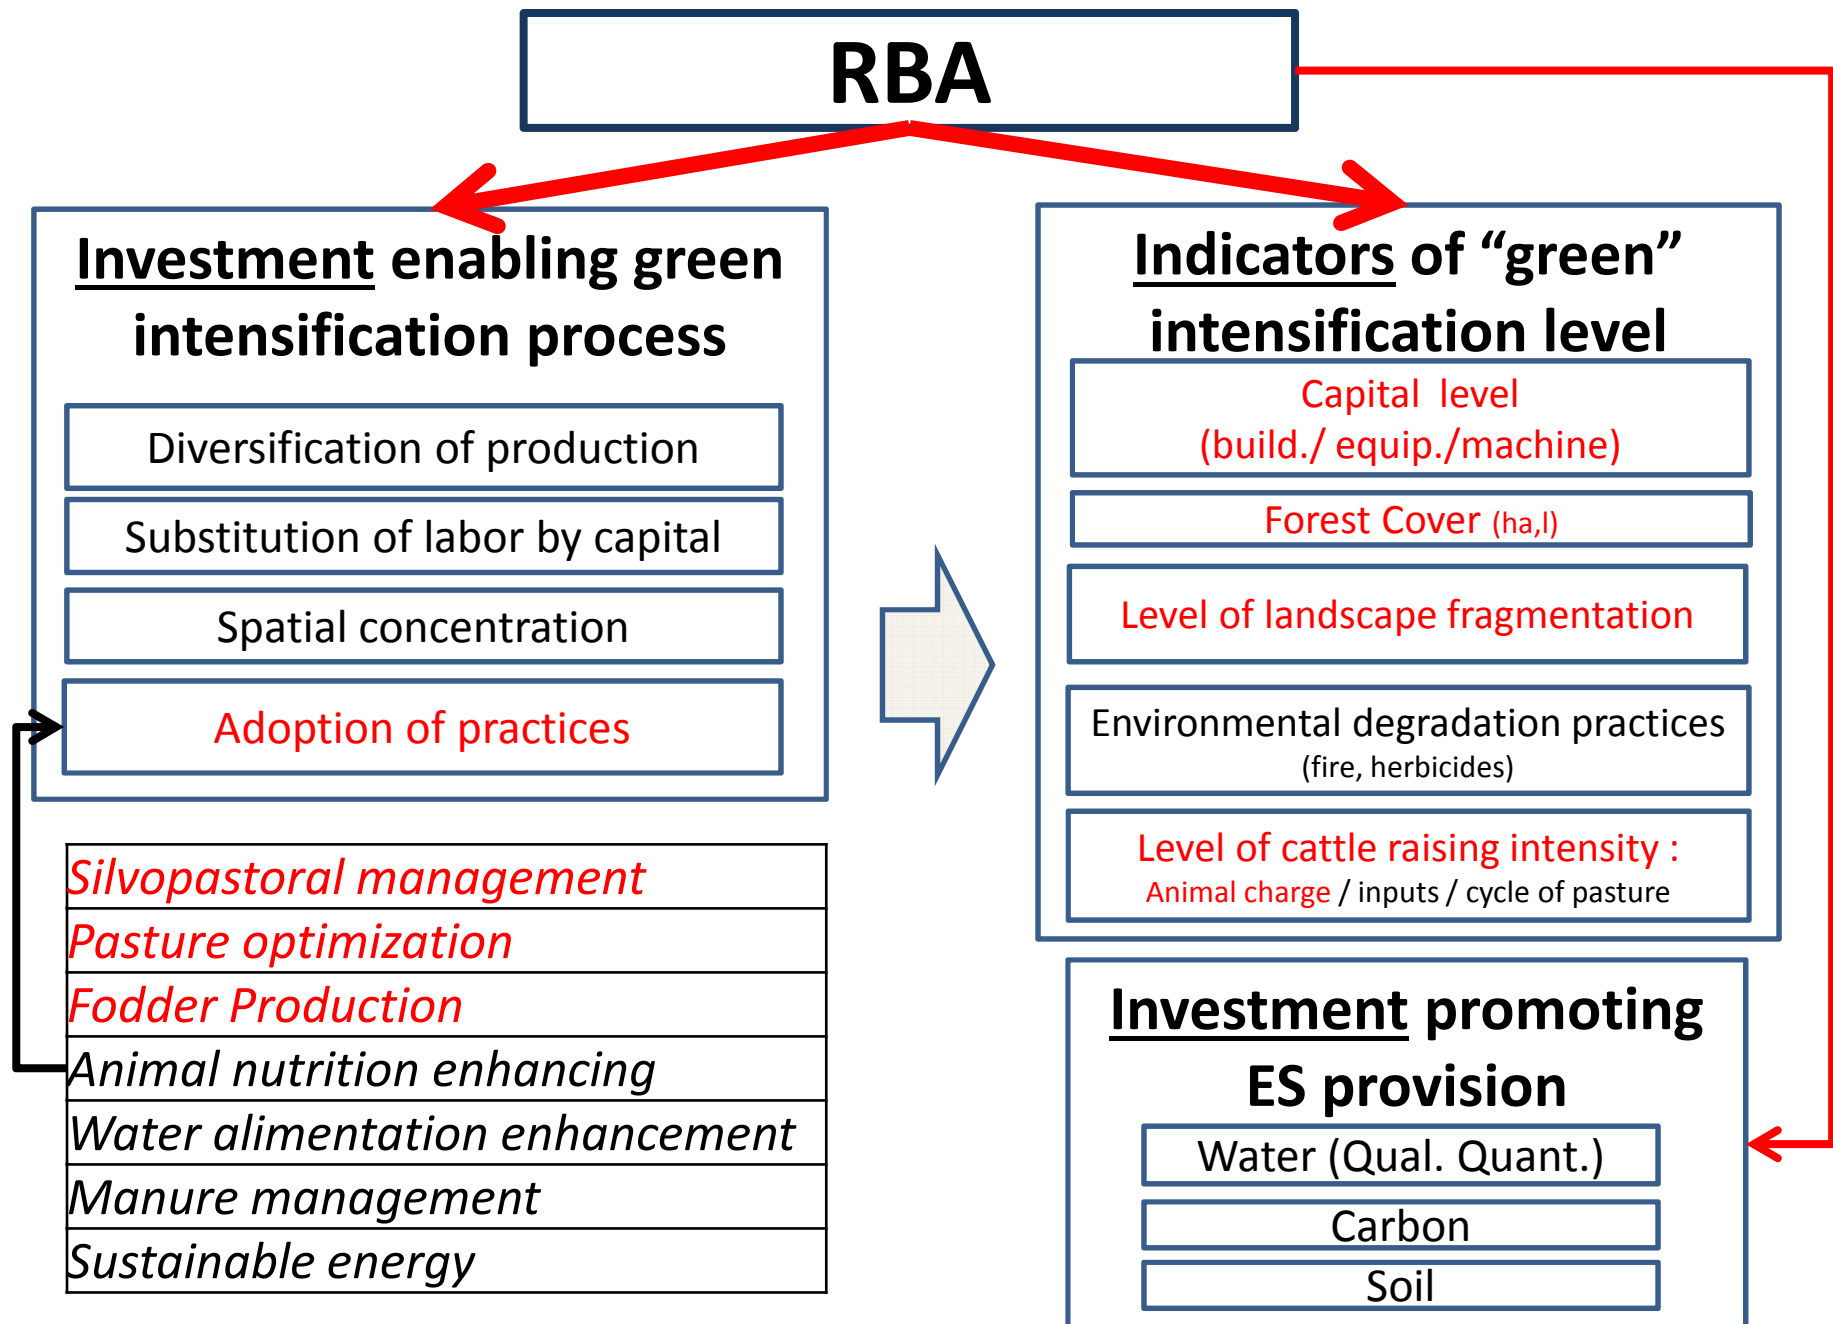 RBA
Investment enabling green
intensification process
Diversification of production
Substitution of labor by capital
Spatial concentration
Adoption of practices
Silvopastoral management
Pasture optimization
Fodder Production
Animal nutrition enhancing
Water alimentation enhancement
Manure management
Sustainable energy
Indicators of “green”
intensification level
Capital level
(build./ equip./machine)
Forest Cover (ha,l)
Level of landscape fragmentation
Environmental degradation practices
(fire, herbicides)
Level of cattle raising intensity :
Animal charge / inputs / cycle of pasture
Investment promoting
ES provision
Water (Qual. Quant.)
Carbon
Soil